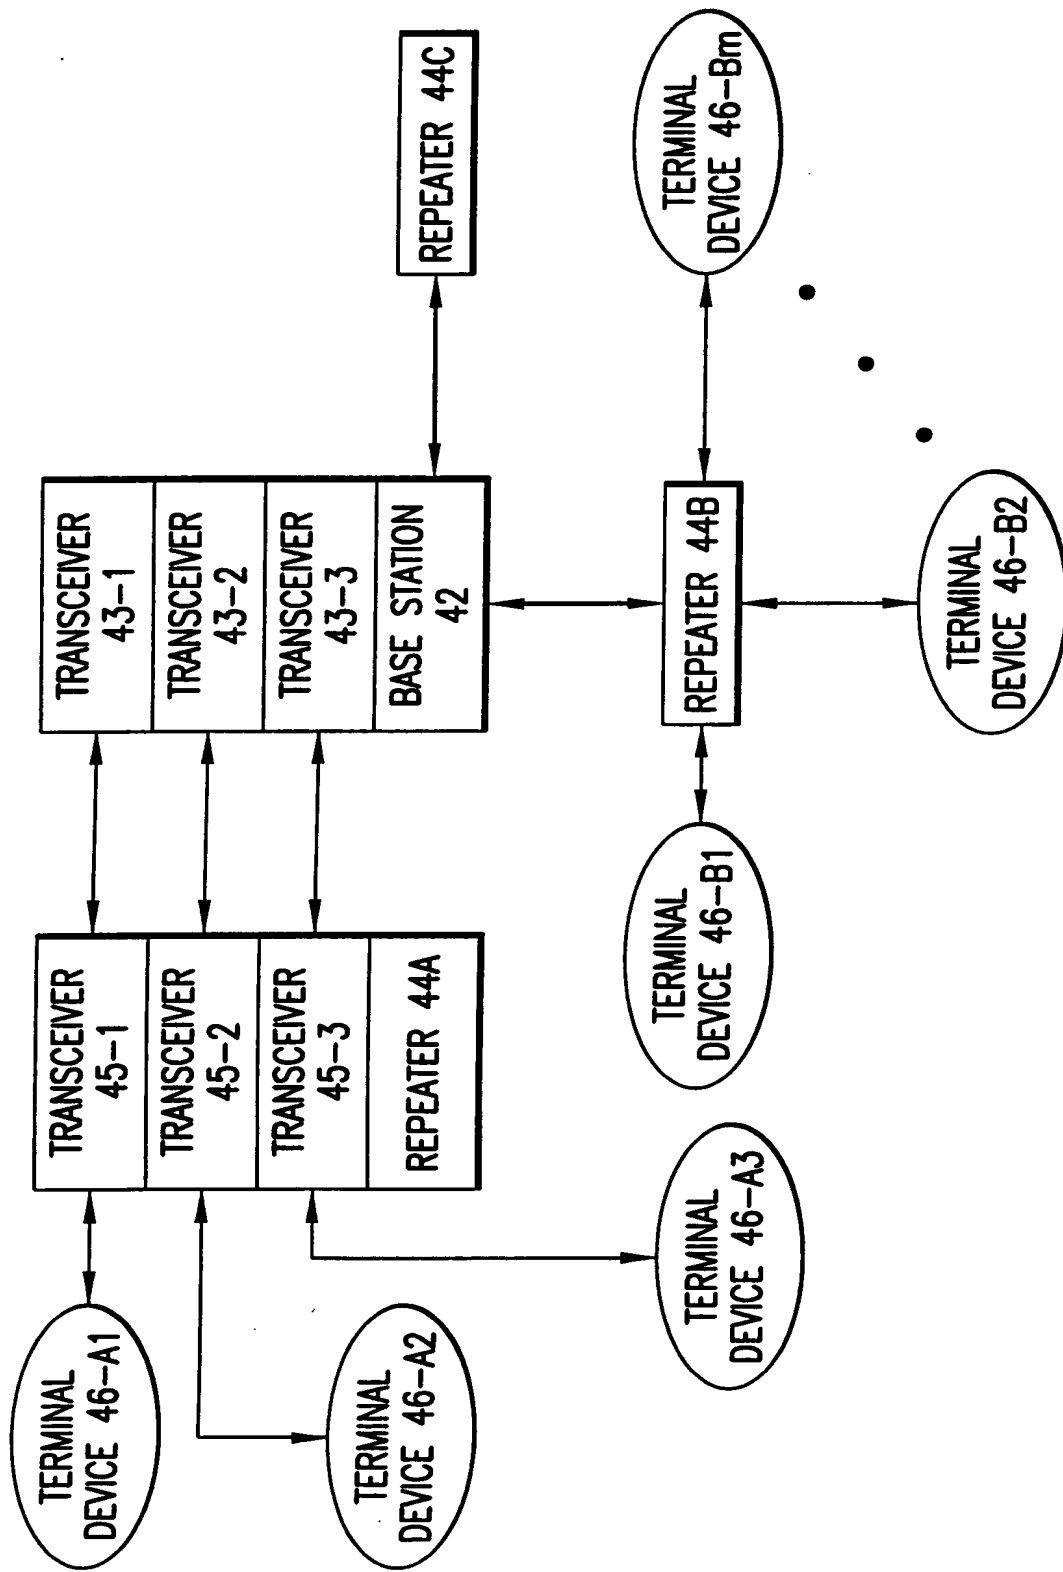 TERMINAL
DEVICE 46-A1
TERMINAL
DEVICE 46-A2
TERMINAL
DEVICE 46-A3
TRANSCEIVER
45-1
TRANSCEIVER
45-2
TRANSCEIVER
45-3
REPEATER 44A
TRANSCEIVER
43-1
TRANSCEIVER
43-2
TRANSCEIVER
43-3
BASE STATION
42
REPEATER 44C
TERMINAL
DEVICE 46-B1
REPEATER 44B
TERMINAL
DEVICE 46-B2
TERMINAL
DEVICE 46-Bm